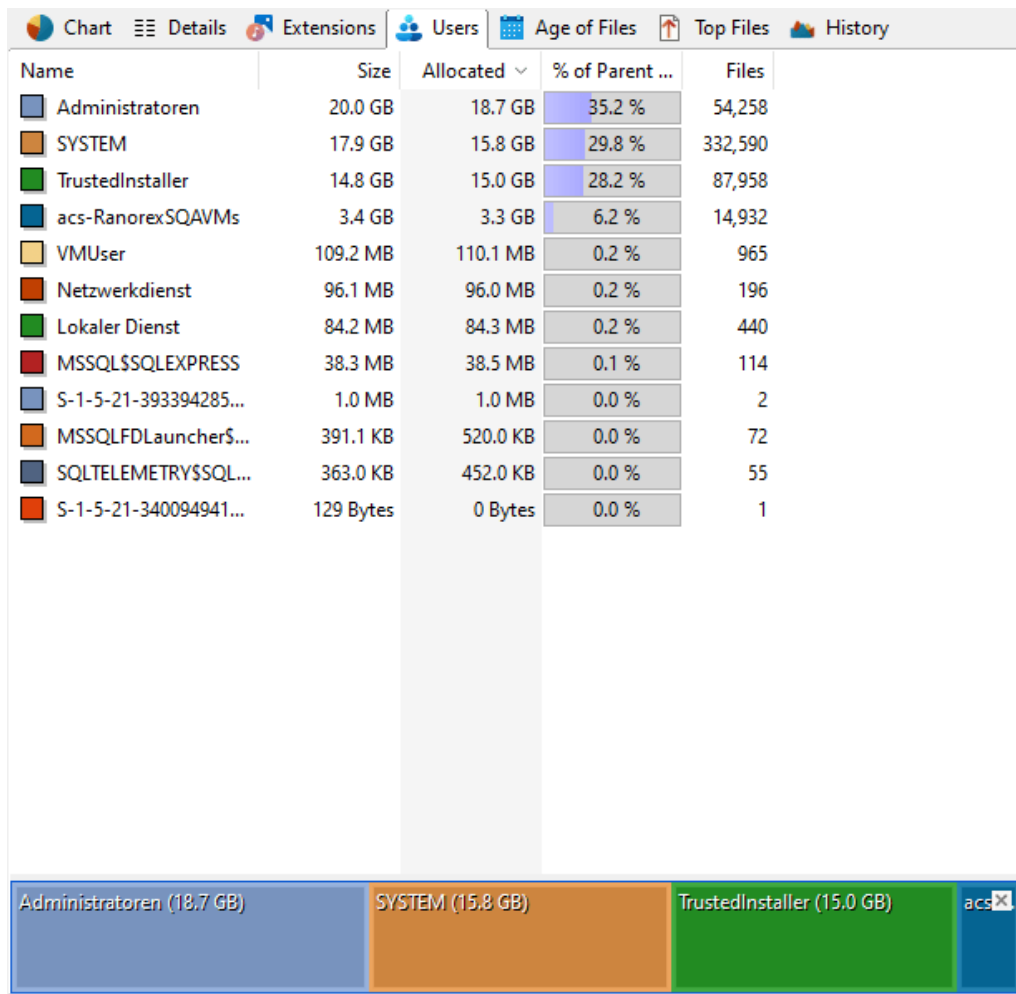 Chart Details Extensions Users Age of Files Top Files History
Name Size Allocated % of Parent ... Files
Administratoren 20.0 GB 18.7 GB 35.2 % 54,258
SYSTEM 17.9 GB 15.8 GB 29.8 % 332,590
TrustedInstaller 14.8 GB 15.0 GB 28.2 % 87,958
acs-RanorexSQAVMs 3.4 GB 3.3 GB 6.2 % 14,932
VMUser 109.2 MB 110.1 MB 0.2 % 965
Netzwerkdienst 96.1 MB 96.0 MB 0.2 % 196
Lokaler Dienst 84.2 MB 84.3 MB 0.2 % 440
MSSQL$SQLEXPRESS 38.3 MB 38.5 MB 0.1 % 114
S-1-5-21-393394285... 1.0 MB 1.0 MB 0.0 % 2
MSSQLFDLauncher$... 391.1 KB 520.0 KB 0.0 % 72
SQLTELEMETRY$SQL... 363.0 KB 452.0 KB 0.0 % 55
S-1-5-21-340094941... 129 Bytes 0 Bytes 0.0 % 1
Administratoren (18.7 GB) SYSTEM (15.8 GB) TrustedInstaller (15.0 GB) acs